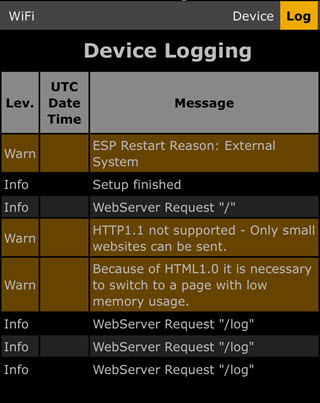 WiFi Device Log
Device Logging
Lev. UTC Date Time Message
Warn ESP Restart Reason: External
System
Info Setup finished
Info WebServer Request "/"
Warn HTTP1.1 not supported - Only small
websites can be sent.
Warn Because of HTML1.0 it is necessary
to switch to a page with low
memory usage.
Info WebServer Request "/log"
Info WebServer Request "/log"
Info WebServer Request "/log"